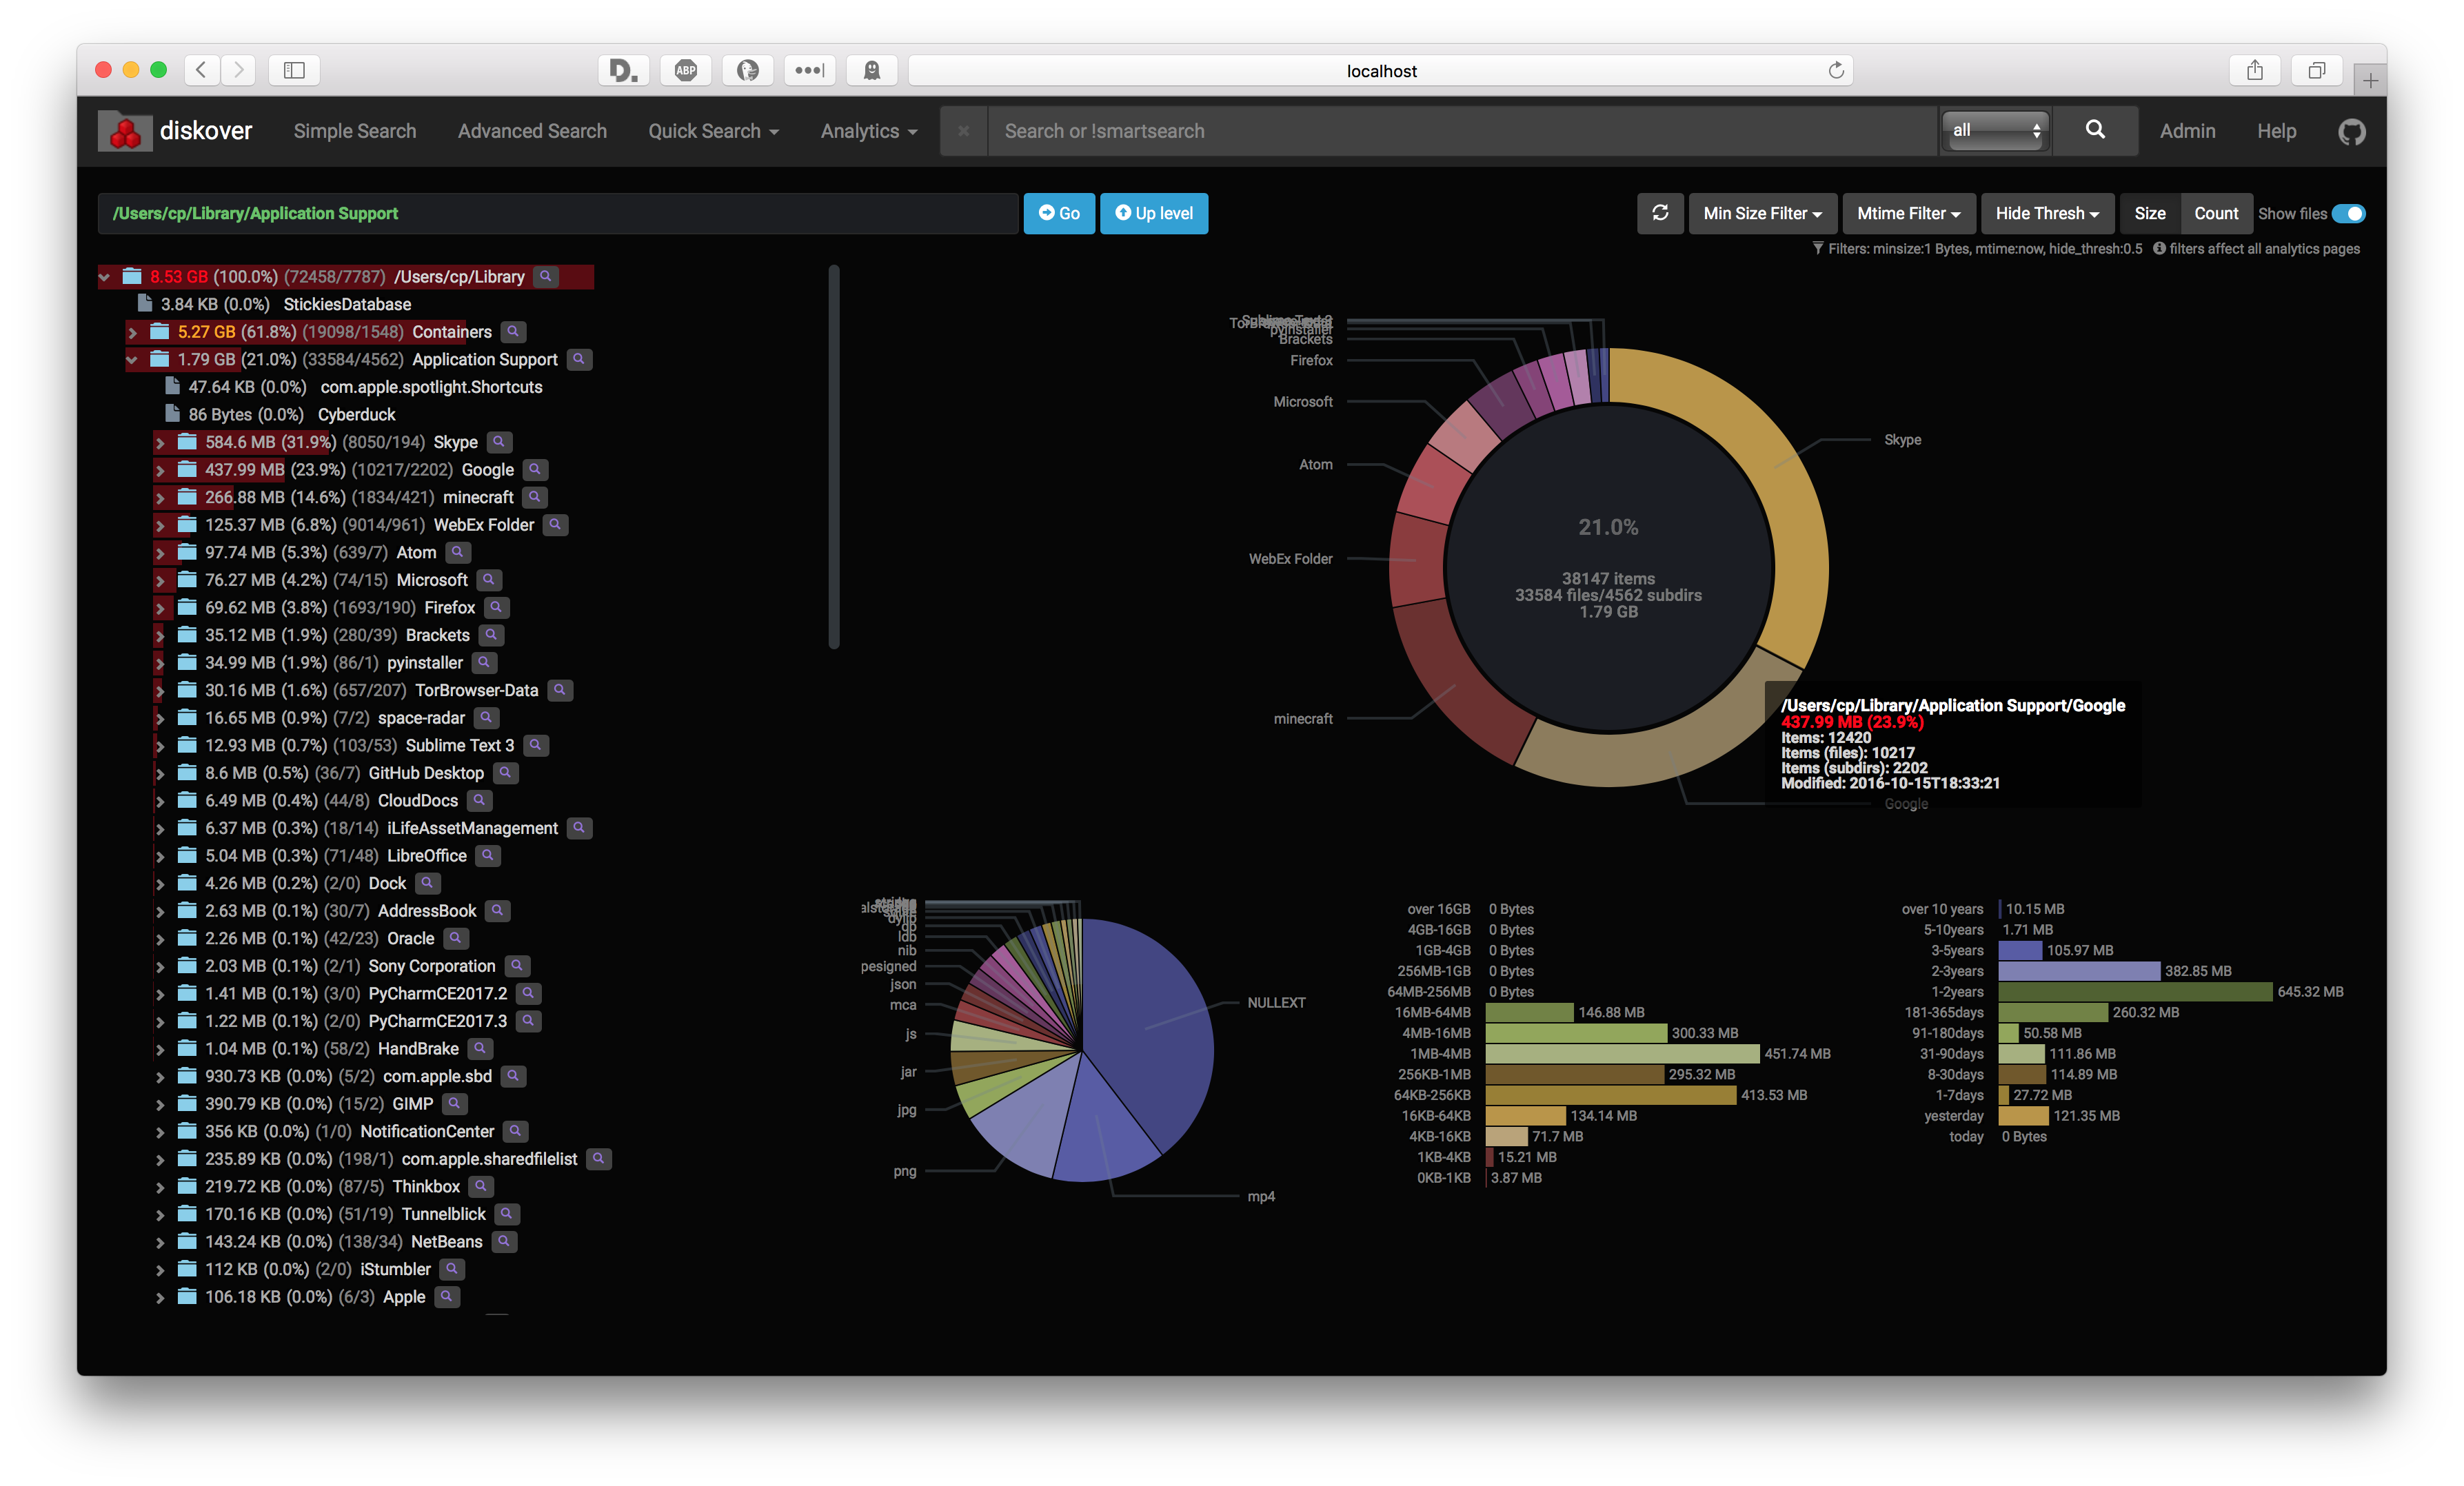 D.
ABP
localhost
diskover
Simple Search
Advanced Search
Quick Search
Analytics
Search or !smartsearch
all
Admin
Help
/Users/cp/Library/Application Support
Go
Up level
Min Size Filter
Mtime Filter
Hide Thresh
Size
Count
Show files
Filters: minsize:1 Bytes, mtime:now, hide_thresh:0.5 filters affect all analytics pages
8.53 GB (100.0%) (72458/7787) /Users/cp/Library
3.84 KB (0.0%) StickiesDatabase
5.27 GB (61.8%) (19098/1548) Containers
1.79 GB (21.0%) (33584/4562) Application Support
47.64 KB (0.0%) com.apple.spotlight.Shortcuts
86 Bytes (0.0%) Cyberduck
584.6 MB (31.9%) (8050/194) Skype
437.99 MB (23.9%) (10217/2202) Google
266.88 MB (14.6%) (1834/421) minecraft
125.37 MB (6.8%) (9014/961) WebEx Folder
97.74 MB (5.3%) (639/7) Atom
76.27 MB (4.2%) (74/15) Microsoft
69.62 MB (3.8%) (1693/190) Firefox
35.12 MB (1.9%) (280/39) Brackets
34.99 MB (1.9%) (86/1) pyinstaller
30.16 MB (1.6%) (657/207) TorBrowser-Data
16.65 MB (0.9%) (7/2) space-radar
12.93 MB (0.7%) (103/53) Sublime Text 3
8.6 MB (0.5%) (36/7) GitHub Desktop
6.49 MB (0.4%) (44/8) CloudDocs
6.37 MB (0.3%) (18/14) iLifeAssetManagement
5.04 MB (0.3%) (71/48) LibreOffice
4.26 MB (0.2%) (2/0) Dock
2.63 MB (0.1%) (30/7) AddressBook
2.26 MB (0.1%) (42/23) Oracle
2.03 MB (0.1%) (2/1) Sony Corporation
1.41 MB (0.1%) (3/0) PyCharmCE2017.2
1.22 MB (0.1%) (2/0) PyCharmCE2017.3
1.04 MB (0.1%) (58/2) HandBrake
930.73 KB (0.0%) (5/2) com.apple.sbd
390.79 KB (0.0%) (15/2) GIMP
356 KB (0.0%) (1/0) NotificationCenter
235.89 KB (0.0%) (198/1) com.apple.sharedfilelist
219.72 KB (0.0%) (87/5) Thinkbox
170.16 KB (0.0%) (51/19) Tunnelblick
143.24 KB (0.0%) (138/34) NetBeans
112 KB (0.0%) (2/0) iStumbler
106.18 KB (0.0%) (6/3) Apple
Sublime Text 3
pyinstaller
Brackets
Firefox
Microsoft
Atom
WebEx Folder
minecraft
Skype
Google
21.0%
38147 items
33584 files/4562 subdirs
1.79 GB
/Users/cp/Library/Application Support/Google
437.99 MB (23.9%)
Items: 12420
Items (files): 10217
Items (subdirs): 2202
Modified: 2016-10-15T18:33:21
dylib
db
ldb
nib
pesigned
json
mca
js
jar
jpg
png
NULLEXT
mp4
over 16GB 0 Bytes
4GB-16GB 0 Bytes
1GB-4GB 0 Bytes
256MB-1GB 0 Bytes
64MB-256MB 0 Bytes
16MB-64MB 146.88 MB
4MB-16MB 300.33 MB
1MB-4MB 451.74 MB
256KB-1MB 295.32 MB
64KB-256KB 413.53 MB
16KB-64KB 134.14 MB
4KB-16KB 71.7 MB
1KB-4KB 15.21 MB
0KB-1KB 3.87 MB
over 10 years 10.15 MB
5-10years 1.71 MB
3-5years 105.97 MB
2-3years 382.85 MB
1-2years 645.32 MB
181-365days 260.32 MB
91-180days 50.58 MB
31-90days 111.86 MB
8-30days 114.89 MB
1-7days 27.72 MB
yesterday 121.35 MB
today 0 Bytes